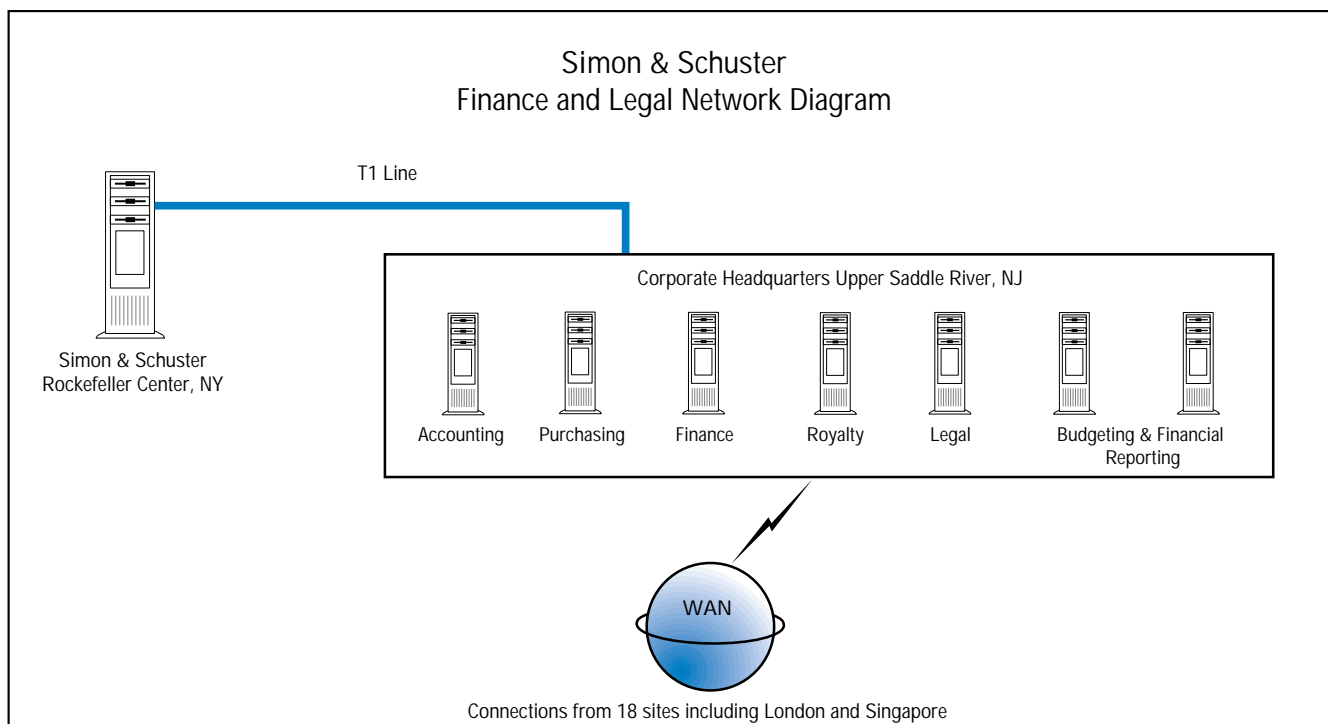 Simon & Schuster
Finance and Legal Network Diagram
T1 Line
Simon & Schuster
Rockefeller Center, NY
Corporate Headquarters Upper Saddle River, NJ
Accounting
Purchasing
Finance
Royalty
Legal
Budgeting & Financial
Reporting
WAN
Connections from 18 sites including London and Singapore